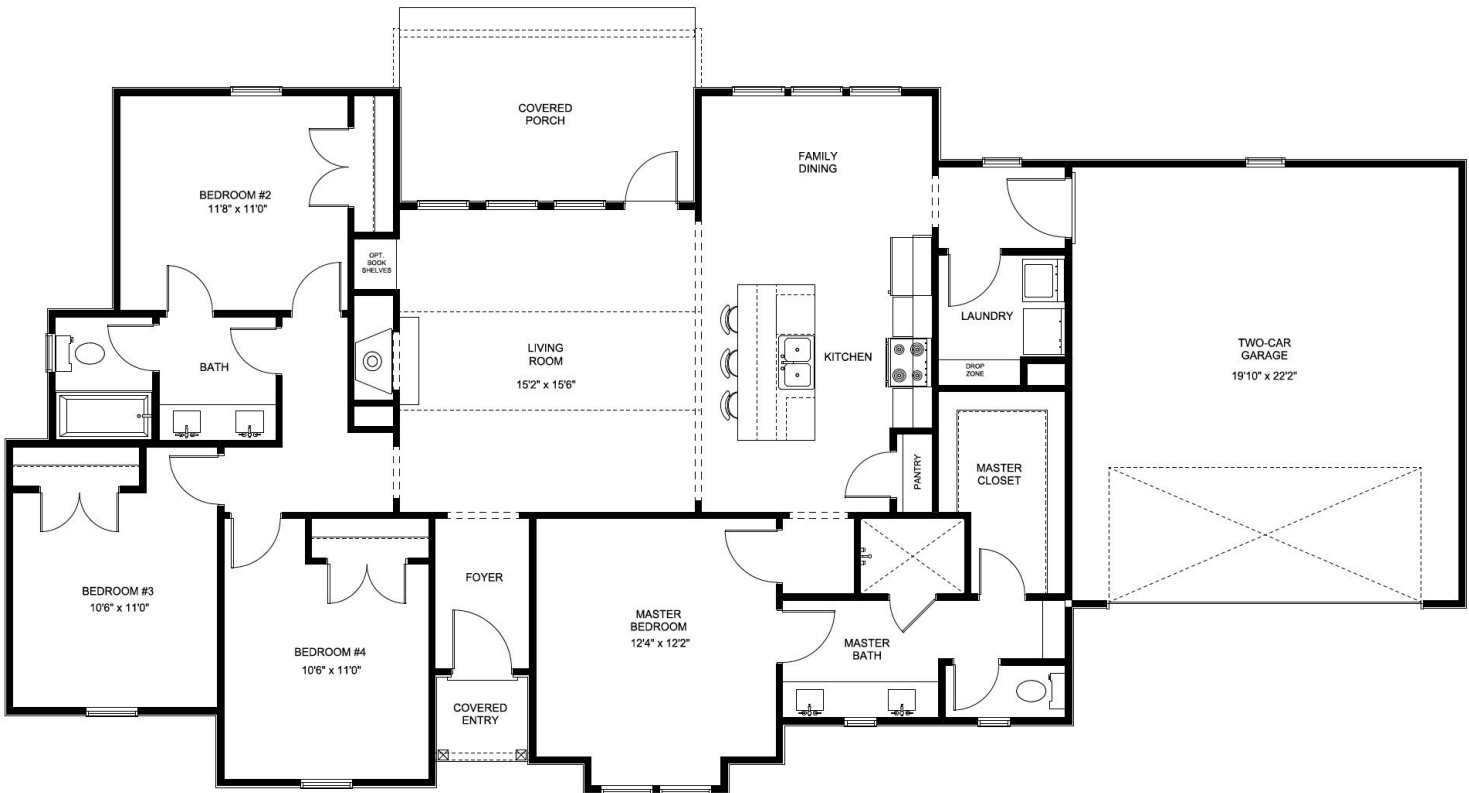 COVERED
PORCH
FAMILY
DINING
BEDROOM #2
11'8" x 11'0"
OPT.
BOOK
SHELVES
LAUNDRY
LIVING
ROOM
15'2" x 15'6"
KITCHEN
TWO-CAR
GARAGE
19'10" x 22'2"
BATH
DROP
ZONE
PANTRY
MASTER
CLOSET
BEDROOM #3
10'6" x 11'0"
FOYER
MASTER
BEDROOM
12'4" x 12'2"
BEDROOM #4
10'6" x 11'0"
MASTER
BATH
COVERED
ENTRY